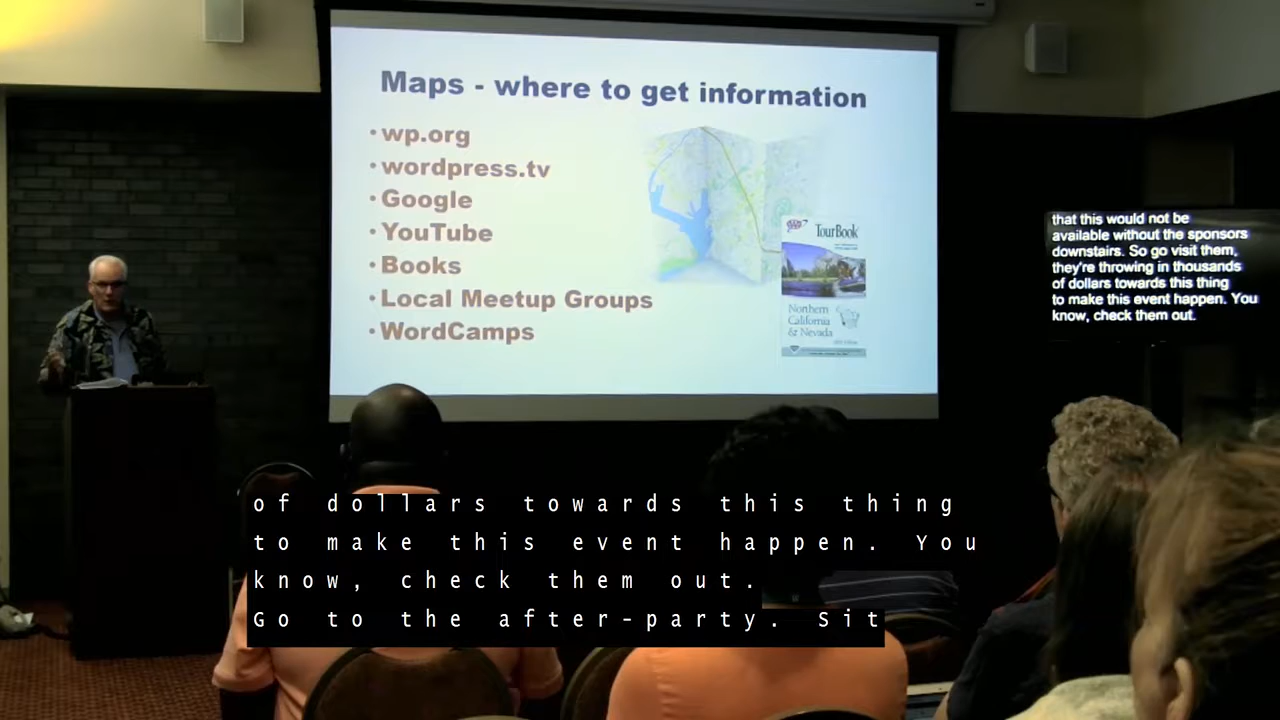 Maps - where to get information
• wp.org
• wordpress.tv
• Google
• YouTube
• Books
• Local Meetup Groups
• WordCamps
TourBook
Northern
California
& Nevada
that this would not be
available without the sponsors
downstairs. So go visit them,
they're throwing in thousands
of dollars towards this thing
to make this event happen. You
know, check them out.
of dollars towards this thing
to make this event happen. You
know, check them out.
Go to the after-party. Sit